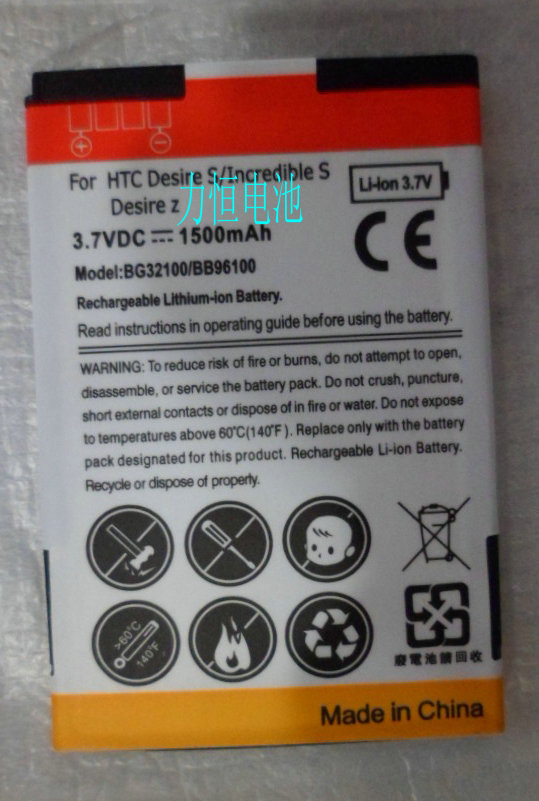 For HTC Desire S/Incredible S
Desire z
力恒电池
Li-Ion 3.7V
3.7VDC 1500mAh
Model:BG32100/BB96100
Rechargeable Lithium-ion Battery.
Read instructions in operating guide before using the battery.
WARNING: To reduce risk of fire or burns, do not attempt to open,
disassemble, or service the battery pack. Do not crush, puncture,
short external contacts or dispose of in fire or water. Do not expose
to temperatures above 60°C(140°F). Replace only with the battery
pack designated for this product. Rechargeable Li-ion Battery.
Recycle or dispose of properly.
>60°C
140°F
廢電池請回收
Made in China